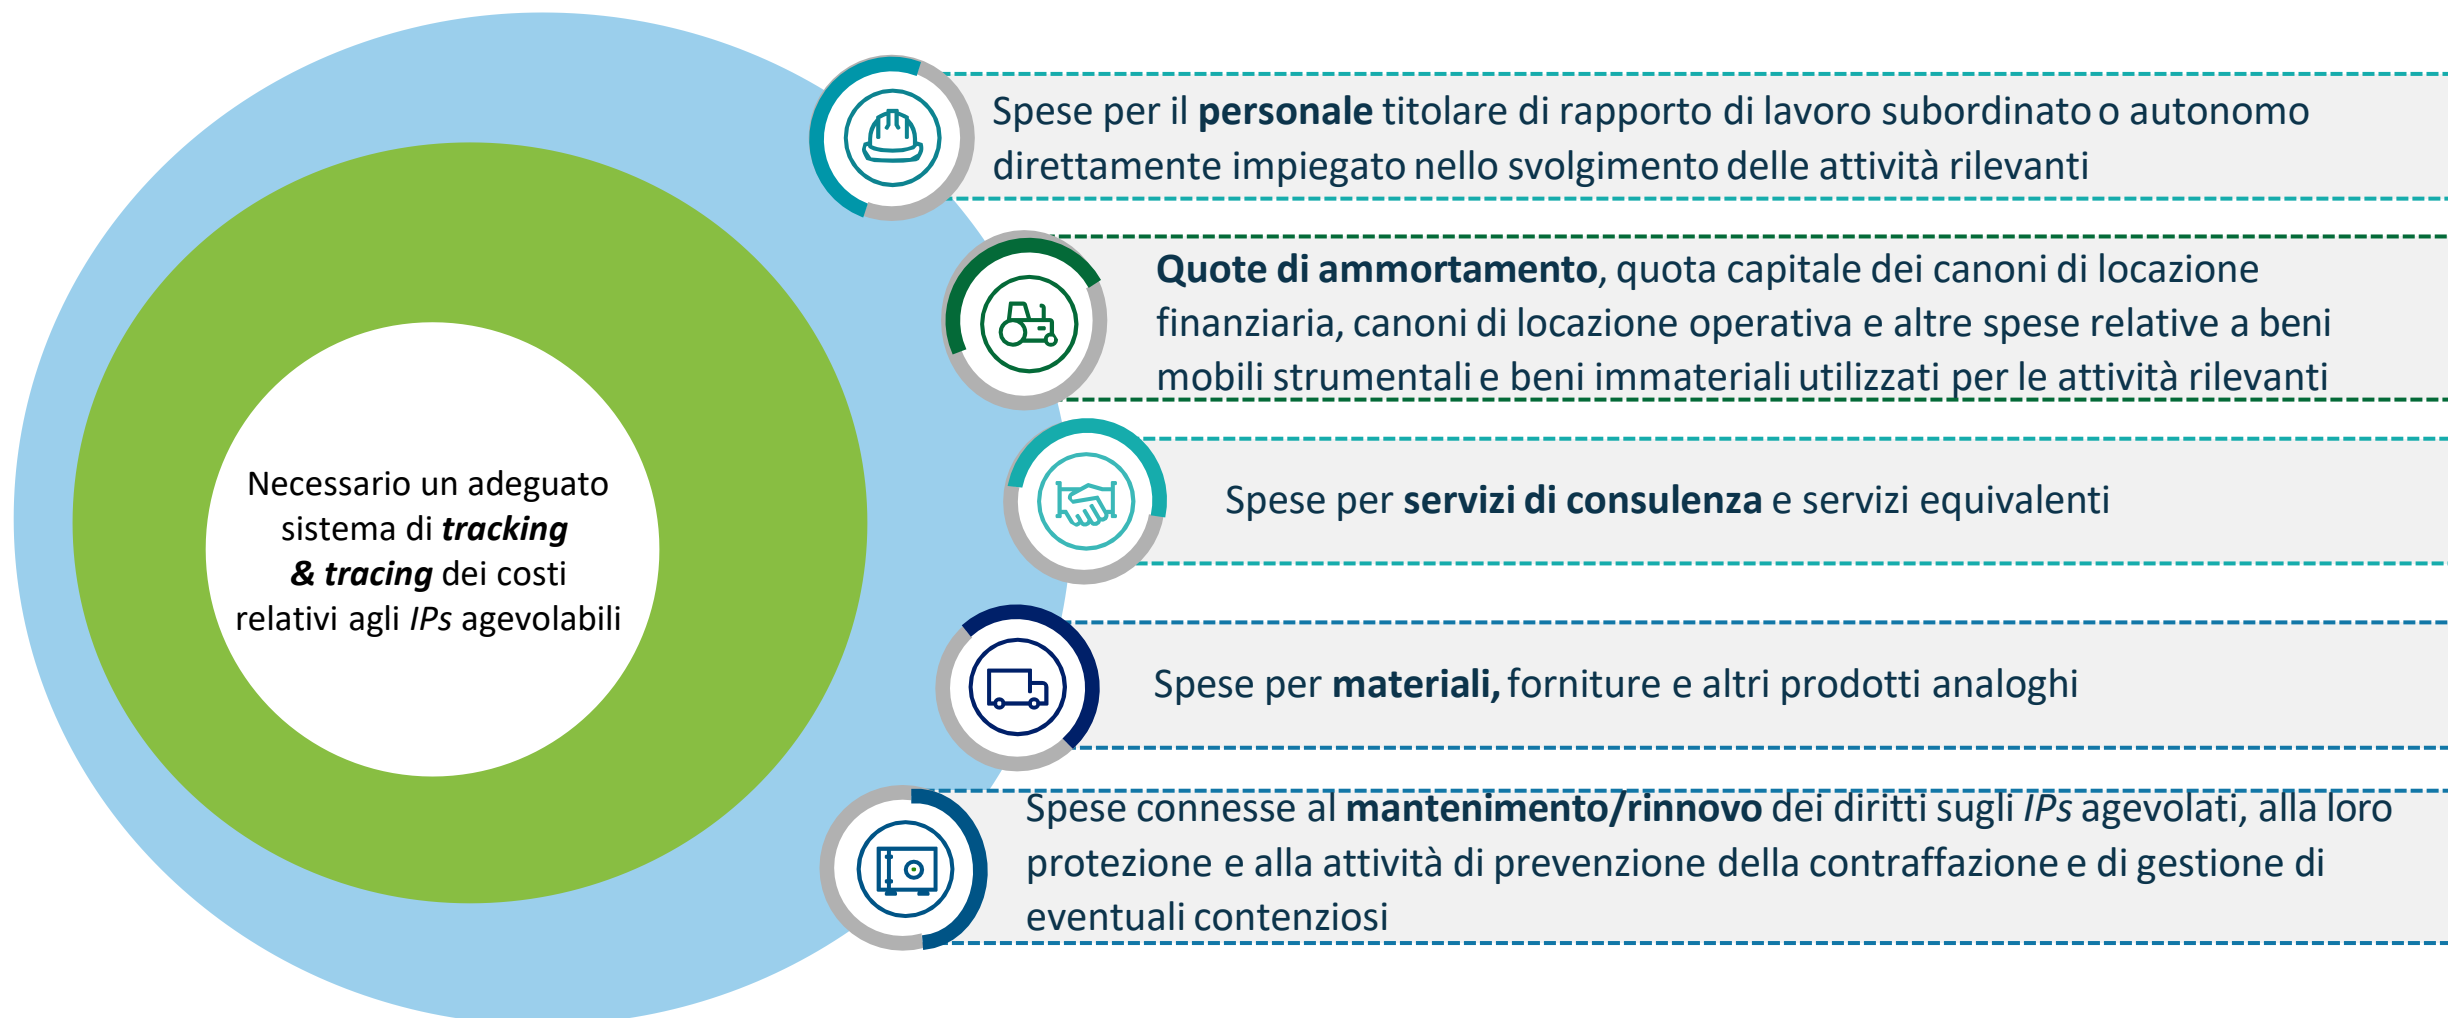 Necessario un adeguato
sistema di tracking
& tracing dei costi
relativi agli IPs agevolabili
Spese per il personale titolare di rapporto di lavoro subordinato o autonomo
direttamente impiegato nello svolgimento delle attività rilevanti
Quote di ammortamento, quota capitale dei canoni di locazione
finanziaria, canoni di locazione operativa e altre spese relative a beni
mobili strumentali e beni immateriali utilizzati per le attività rilevanti
Spese per servizi di consulenza e servizi equivalenti
Spese per materiali, forniture e altri prodotti analoghi
Spese connesse al mantenimento/rinnovo dei diritti sugli IPs agevolati, alla loro
protezione e alla attività di prevenzione della contraffazione e di gestione di
eventuali contenziosi